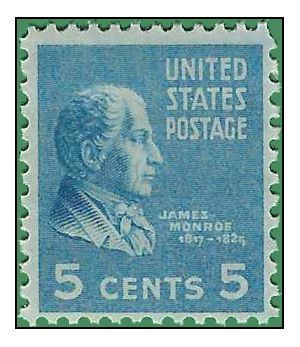 UNITED
STATES
POSTAGE
JAMES
MONROE
1817-1825
5 CENTS 5